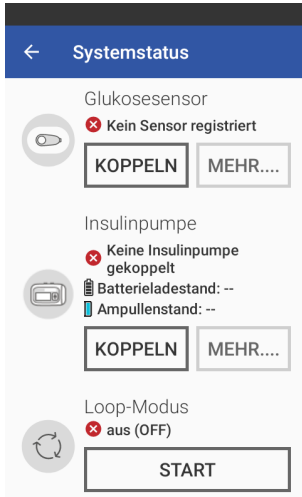 Systemstatus
Glukosesensor
Kein Sensor registriert
KOPPELN MEHR....
Insulinpumpe
Keine Insulinpumpe
gekoppelt
Batterieladestand: --
Ampullenstand: --
KOPPELN MEHR....
Loop-Modus
aus (OFF)
START